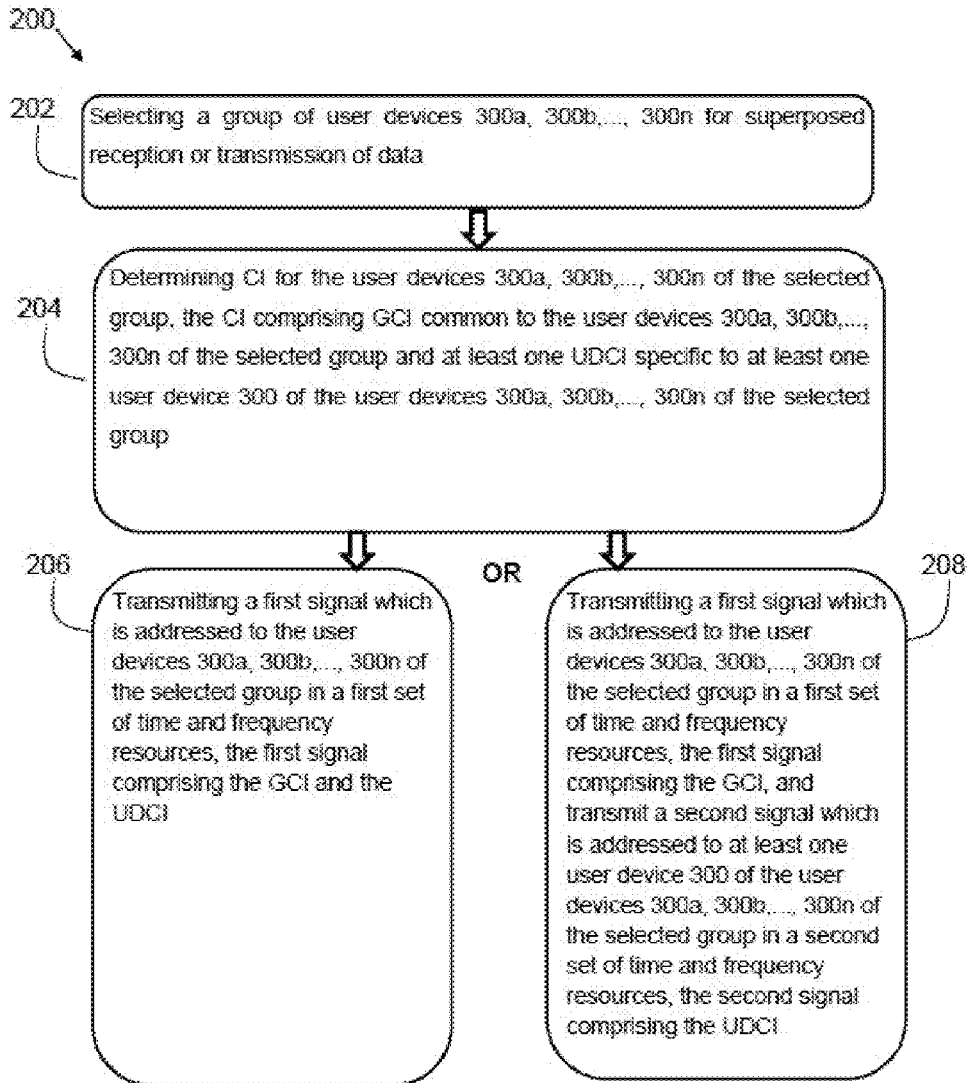 200
202
Selecting a group of user devices 300a, 300b,..., 300n for superposed
reception or transmission of data
204
Determining CI for the user devices 300a, 300b,..., 300n of the selected
group, the CI comprising GCI common to the user devices 300a, 300b,...,
300n of the selected group and at least one UDCI specific to at least one
user device 300 of the user devices 300a, 300b,..., 300n of the selected
group
206
Transmitting a first signal which
is addressed to the user
devices 300a, 300b,..., 300n of
the selected group in a first set
of time and frequency
resources, the first signal
comprising the GCI and the
UDCI
OR
208
Transmitting a first signal which
is addressed to the user
devices 300a, 300b,..., 300n of
the selected group in a first set
of time and frequency
resources, the first signal
comprising the GCI, and
transmit a second signal which
is addressed to at least one
user device 300 of the user
devices 300a, 300b,..., 300n of
the selected group in a second
set of time and frequency
resources, the second signal
comprising the UDCI